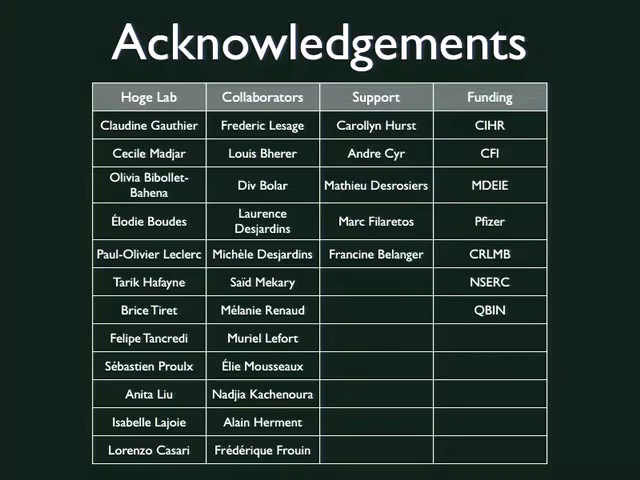 Acknowledgements
Hoge Lab Collaborators Support Funding
Claudine Gauthier Frederic Lesage Carollyn Hurst CIHR
Cecile Madjar Louis Bherer Andre Cyr CFI
Olivia Bibollet-
Bahena Div Bolar Mathieu Desrosiers MDEIE
Élodie Boudes Laurence
Desjardins Marc Filaretos Pfizer
Paul-Olivier Leclerc Michèle Desjardins Francine Belanger CRLMB
Tarik Hafayne Saïd Mekary NSERC
Brice Tiret Mélanie Renaud QBIN
Felipe Tancredi Muriel Lefort
Sébastien Proulx Élie Mousseaux
Anita Liu Nadjia Kachenoura
Isabelle Lajoie Alain Herment
Lorenzo Casari Frédérique Frouin